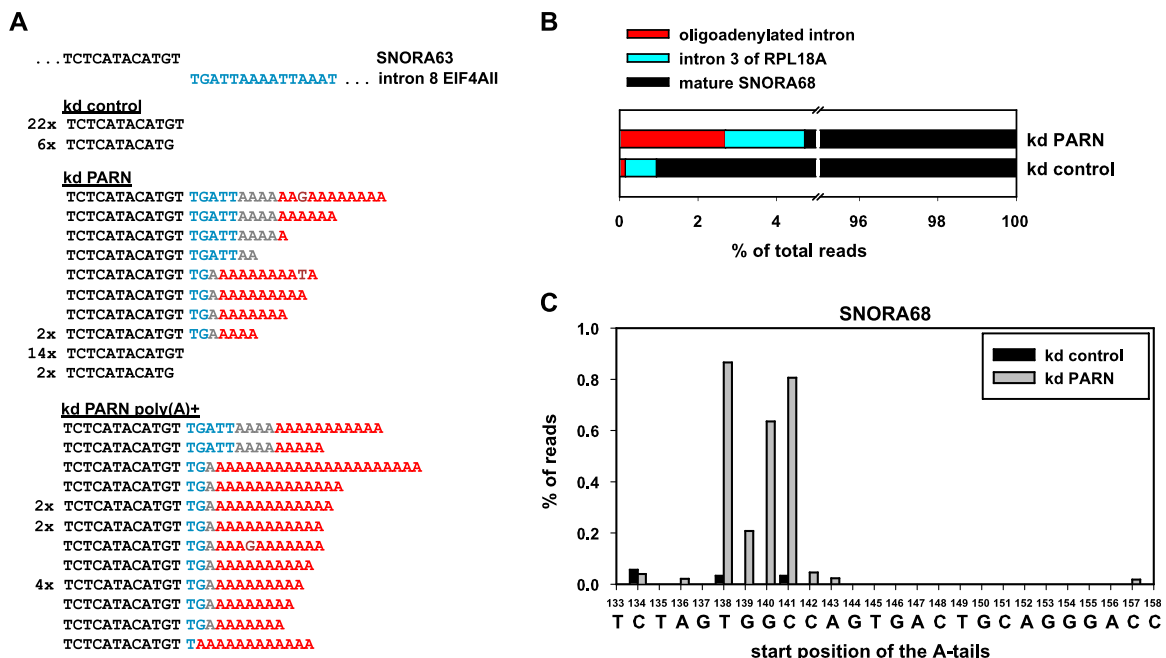 A
...TCTCATACATGT SNORA63
TGATTAAAATTAAAT ... intron 8 EIF4AII
kd control
22x TCTCATACATGT
6x TCTCATACATG
kd PARN
TCTCATACATGT TGATTAAAAAAGAAAAAAAA
TCTCATACATGT TGATTAAAAAAAAAA
TCTCATACATGT TGATTAAAAA
TCTCATACATGT TGATTAA
TCTCATACATGT TGAAAAAAAAATA
TCTCATACATGT TGAAAAAAAAAA
TCTCATACATGT TGAAAAAAAA
2x TCTCATACATGT TGAAAAA
14x TCTCATACATGT
2x TCTCATACATG
kd PARN poly(A)+
TCTCATACATGT TGATTAAAAAAAAAAAAAAA
TCTCATACATGT TGATTAAAAAAAAA
TCTCATACATGT TGAAAAAAAAAAAAAAAAAAAAAA
TCTCATACATGT TGAAAAAAAAAAAAAA
2x TCTCATACATGT TGAAAAAAAAAAAAA
2x TCTCATACATGT TGAAAAAAAAAAAA
TCTCATACATGT TGAAAAGAAAAAAA
TCTCATACATGT TGAAAAAAAAAAA
4x TCTCATACATGT TGAAAAAAAAAA
TCTCATACATGT TGAAAAAAAAA
TCTCATACATGT TGAAAAAAAA
TCTCATACATGT TAAAAAAAAAAAA
B
oligoadenylated intron
intron 3 of RPL18A
mature SNORA68
kd PARN
kd control
0 2 4 96 98 100
% of total reads
C
SNORA68
kd control
kd PARN
1.0
0.8
0.6
0.4
0.2
0.0
% of reads
133 134 135 136 137 138 139 140 141 142 143 144 145 146 147 148 149 150 151 152 153 154 155 156 157 158
T C T A G T G G C C A G T G A C T G C A G G G A C C
start position of the A-tails